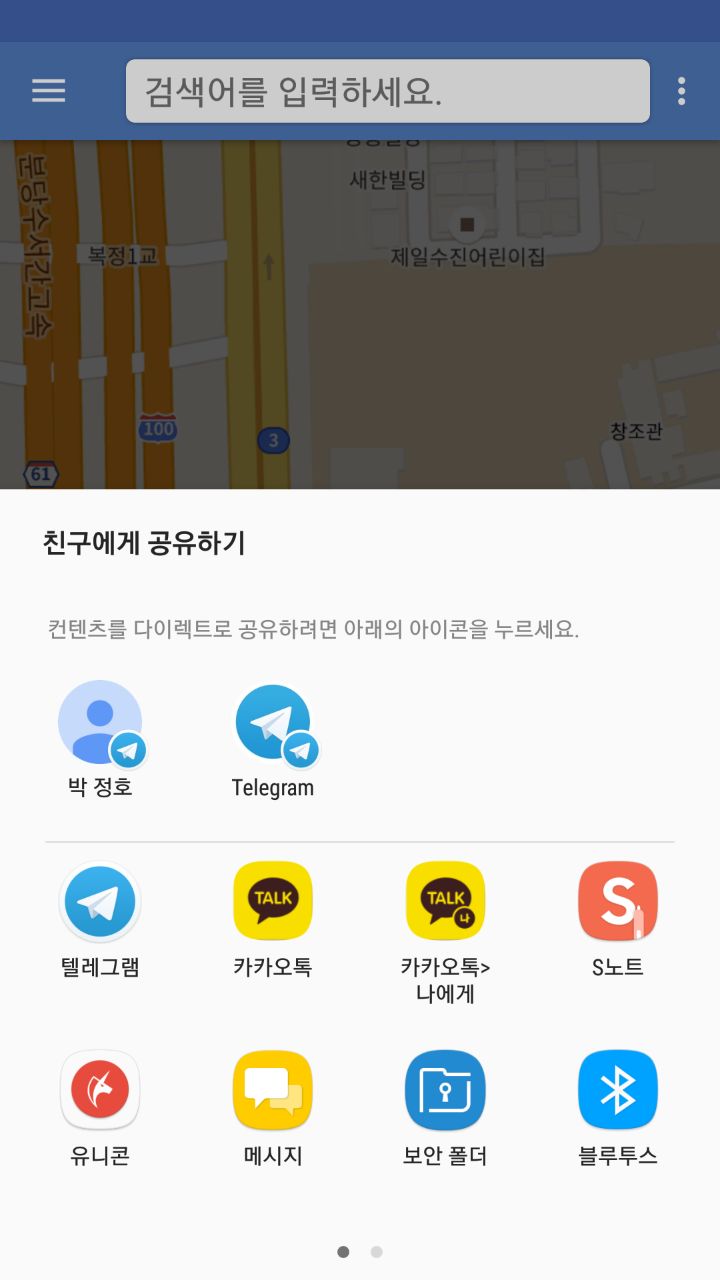 검색어를 입력하세요.
새한빌딩
분당수서간고속
복정1교
제일수진어린이집
100
3
창조관
61
친구에게 공유하기
컨텐츠를 다이렉트로 공유하려면 아래의 아이콘을 누르세요.
박 정호
Telegram
TALK
TALK
나
S
텔레그램
카카오톡
카카오톡>
나에게
S노트
유니콘
메시지
보안 폴더
블루투스